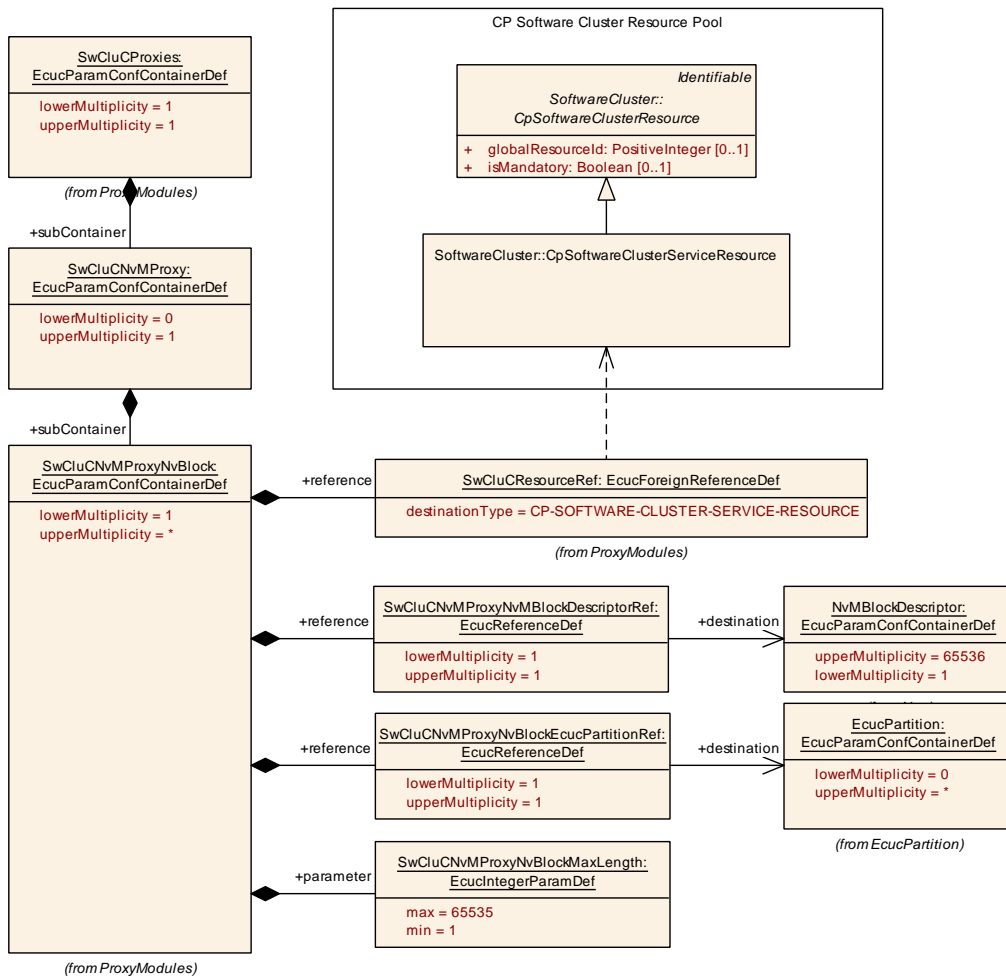 CP Software Cluster Resource Pool
SwCluCProxies:
EcucParamConfContainerDef
lowerMultiplicity = 1
upperMultiplicity = 1
(from ProxyModules)
Identifiable
SoftwareCluster::
CpSoftwareClusterResource
+ globalResourceId: PositiveInteger [0..1]
+ isMandatory: Boolean [0..1]
+subContainer
SwCluCNvMProxy:
EcucParamConfContainerDef
lowerMultiplicity = 0
upperMultiplicity = 1
SoftwareCluster::CpSoftwareClusterServiceResource
+subContainer
SwCluCNvMProxyNvBlock:
EcucParamConfContainerDef
lowerMultiplicity = 1
upperMultiplicity = *
(from ProxyModules)
+reference
SwCluCResourceRef: EcucForeignReferenceDef
destinationType = CP-SOFTWARE-CLUSTER-SERVICE-RESOURCE
(from ProxyModules)
+reference
SwCluCNvMProxyNvMBlockDescriptorRef:
EcucReferenceDef
lowerMultiplicity = 1
upperMultiplicity = 1
+destination
NvMBlockDescriptor:
EcucParamConfContainerDef
upperMultiplicity = 65536
lowerMultiplicity = 1
+reference
SwCluCNvMProxyNvBlockEcucPartitionRef:
EcucReferenceDef
lowerMultiplicity = 1
upperMultiplicity = 1
+destination
EcucPartition:
EcucParamConfContainerDef
lowerMultiplicity = 0
upperMultiplicity = *
(from EcucPartition)
+parameter
SwCluCNvMProxyNvBlockMaxLength:
EcucIntegerParamDef
max = 65535
min = 1